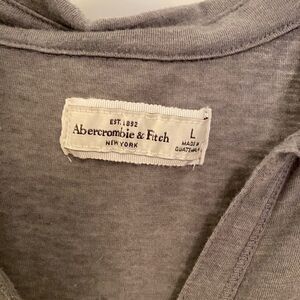 EST. 1892
Abercrombie & Fitch
NEW YORK
L
MADE IN
GUATEMALA